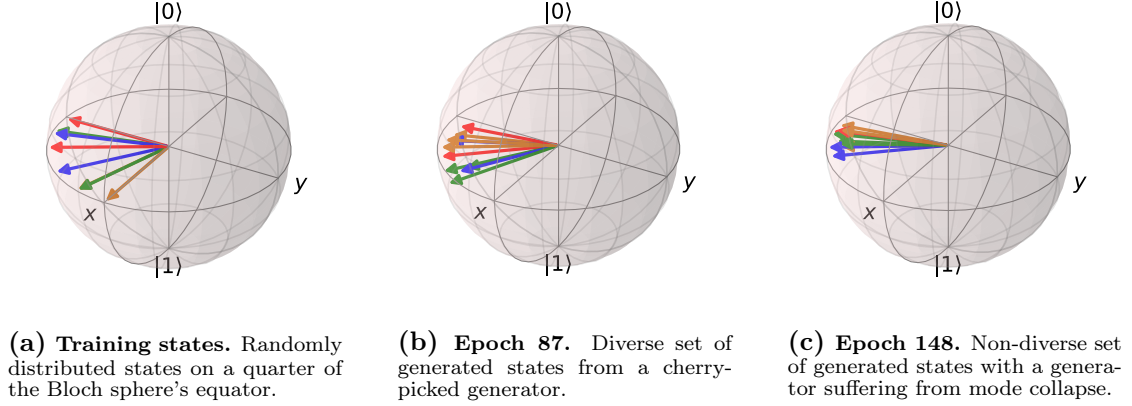 |0⟩
|0⟩
|0⟩
x
y
x
y
x
y
|1⟩
|1⟩
|1⟩
(a) Training states. Randomly
distributed states on a quarter of
the Bloch sphere's equator.
(b) Epoch 87. Diverse set of
generated states from a cherry-
picked generator.
(c) Epoch 148. Non-diverse set
of generated states with a genera-
tor suffering from mode collapse.